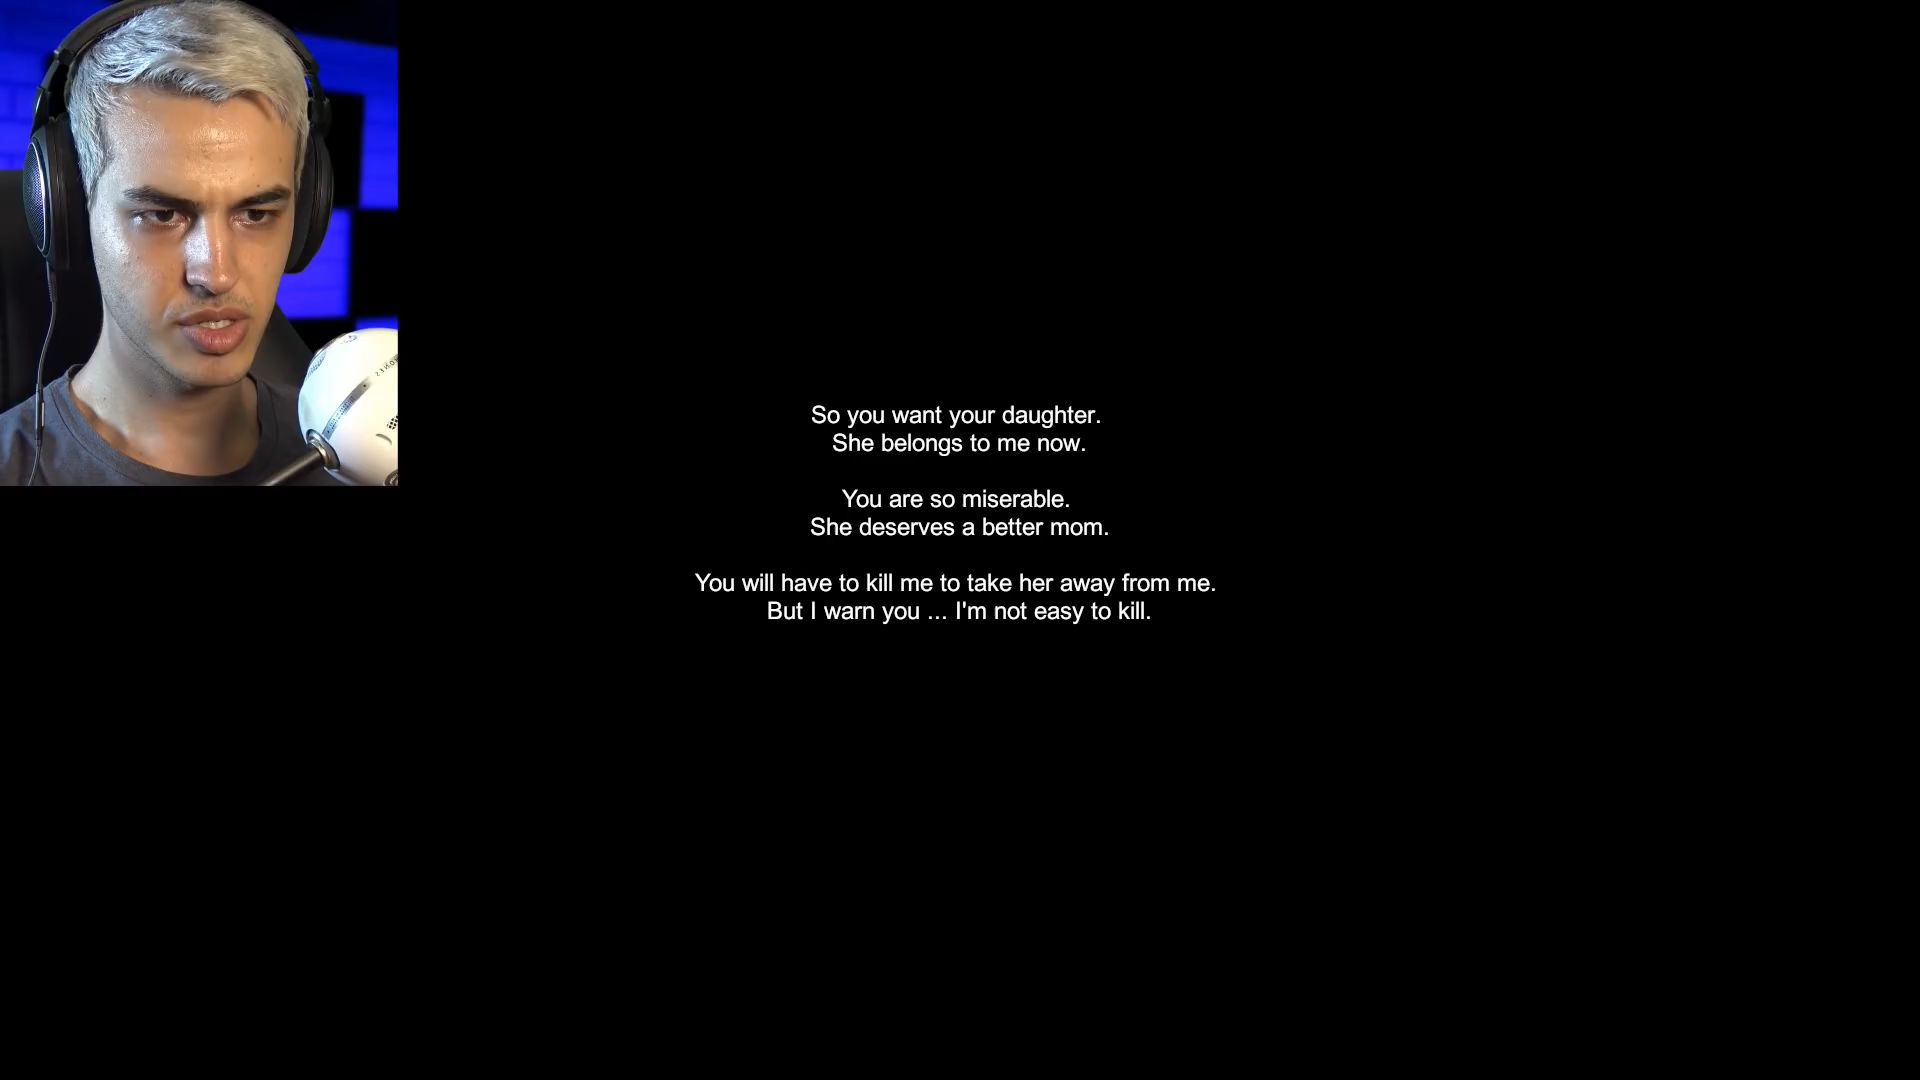 So you want your daughter.
She belongs to me now.
You are so miserable.
She deserves a better mom.
You will have to kill me to take her away from me.
But I warn you ... I'm not easy to kill.